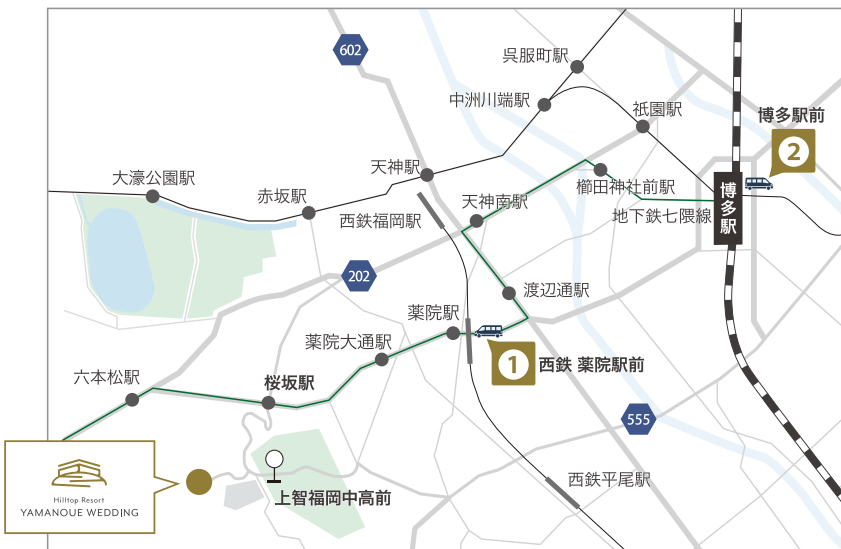 602
呉服町駅
中洲川端駅
祇園駅
博多駅前
2
天神駅
大濠公園駅
赤坂駅
櫛田神社前駅
天神南駅
西鉄福岡駅
地下鉄七隈線
博多駅
202
渡辺通駅
薬院駅
薬院大通駅
1
西鉄 薬院駅前
六本松駅
桜坂駅
555
西鉄平尾駅
上智福岡中高前
Hilltop Resort
YAMANOUE WEDDING